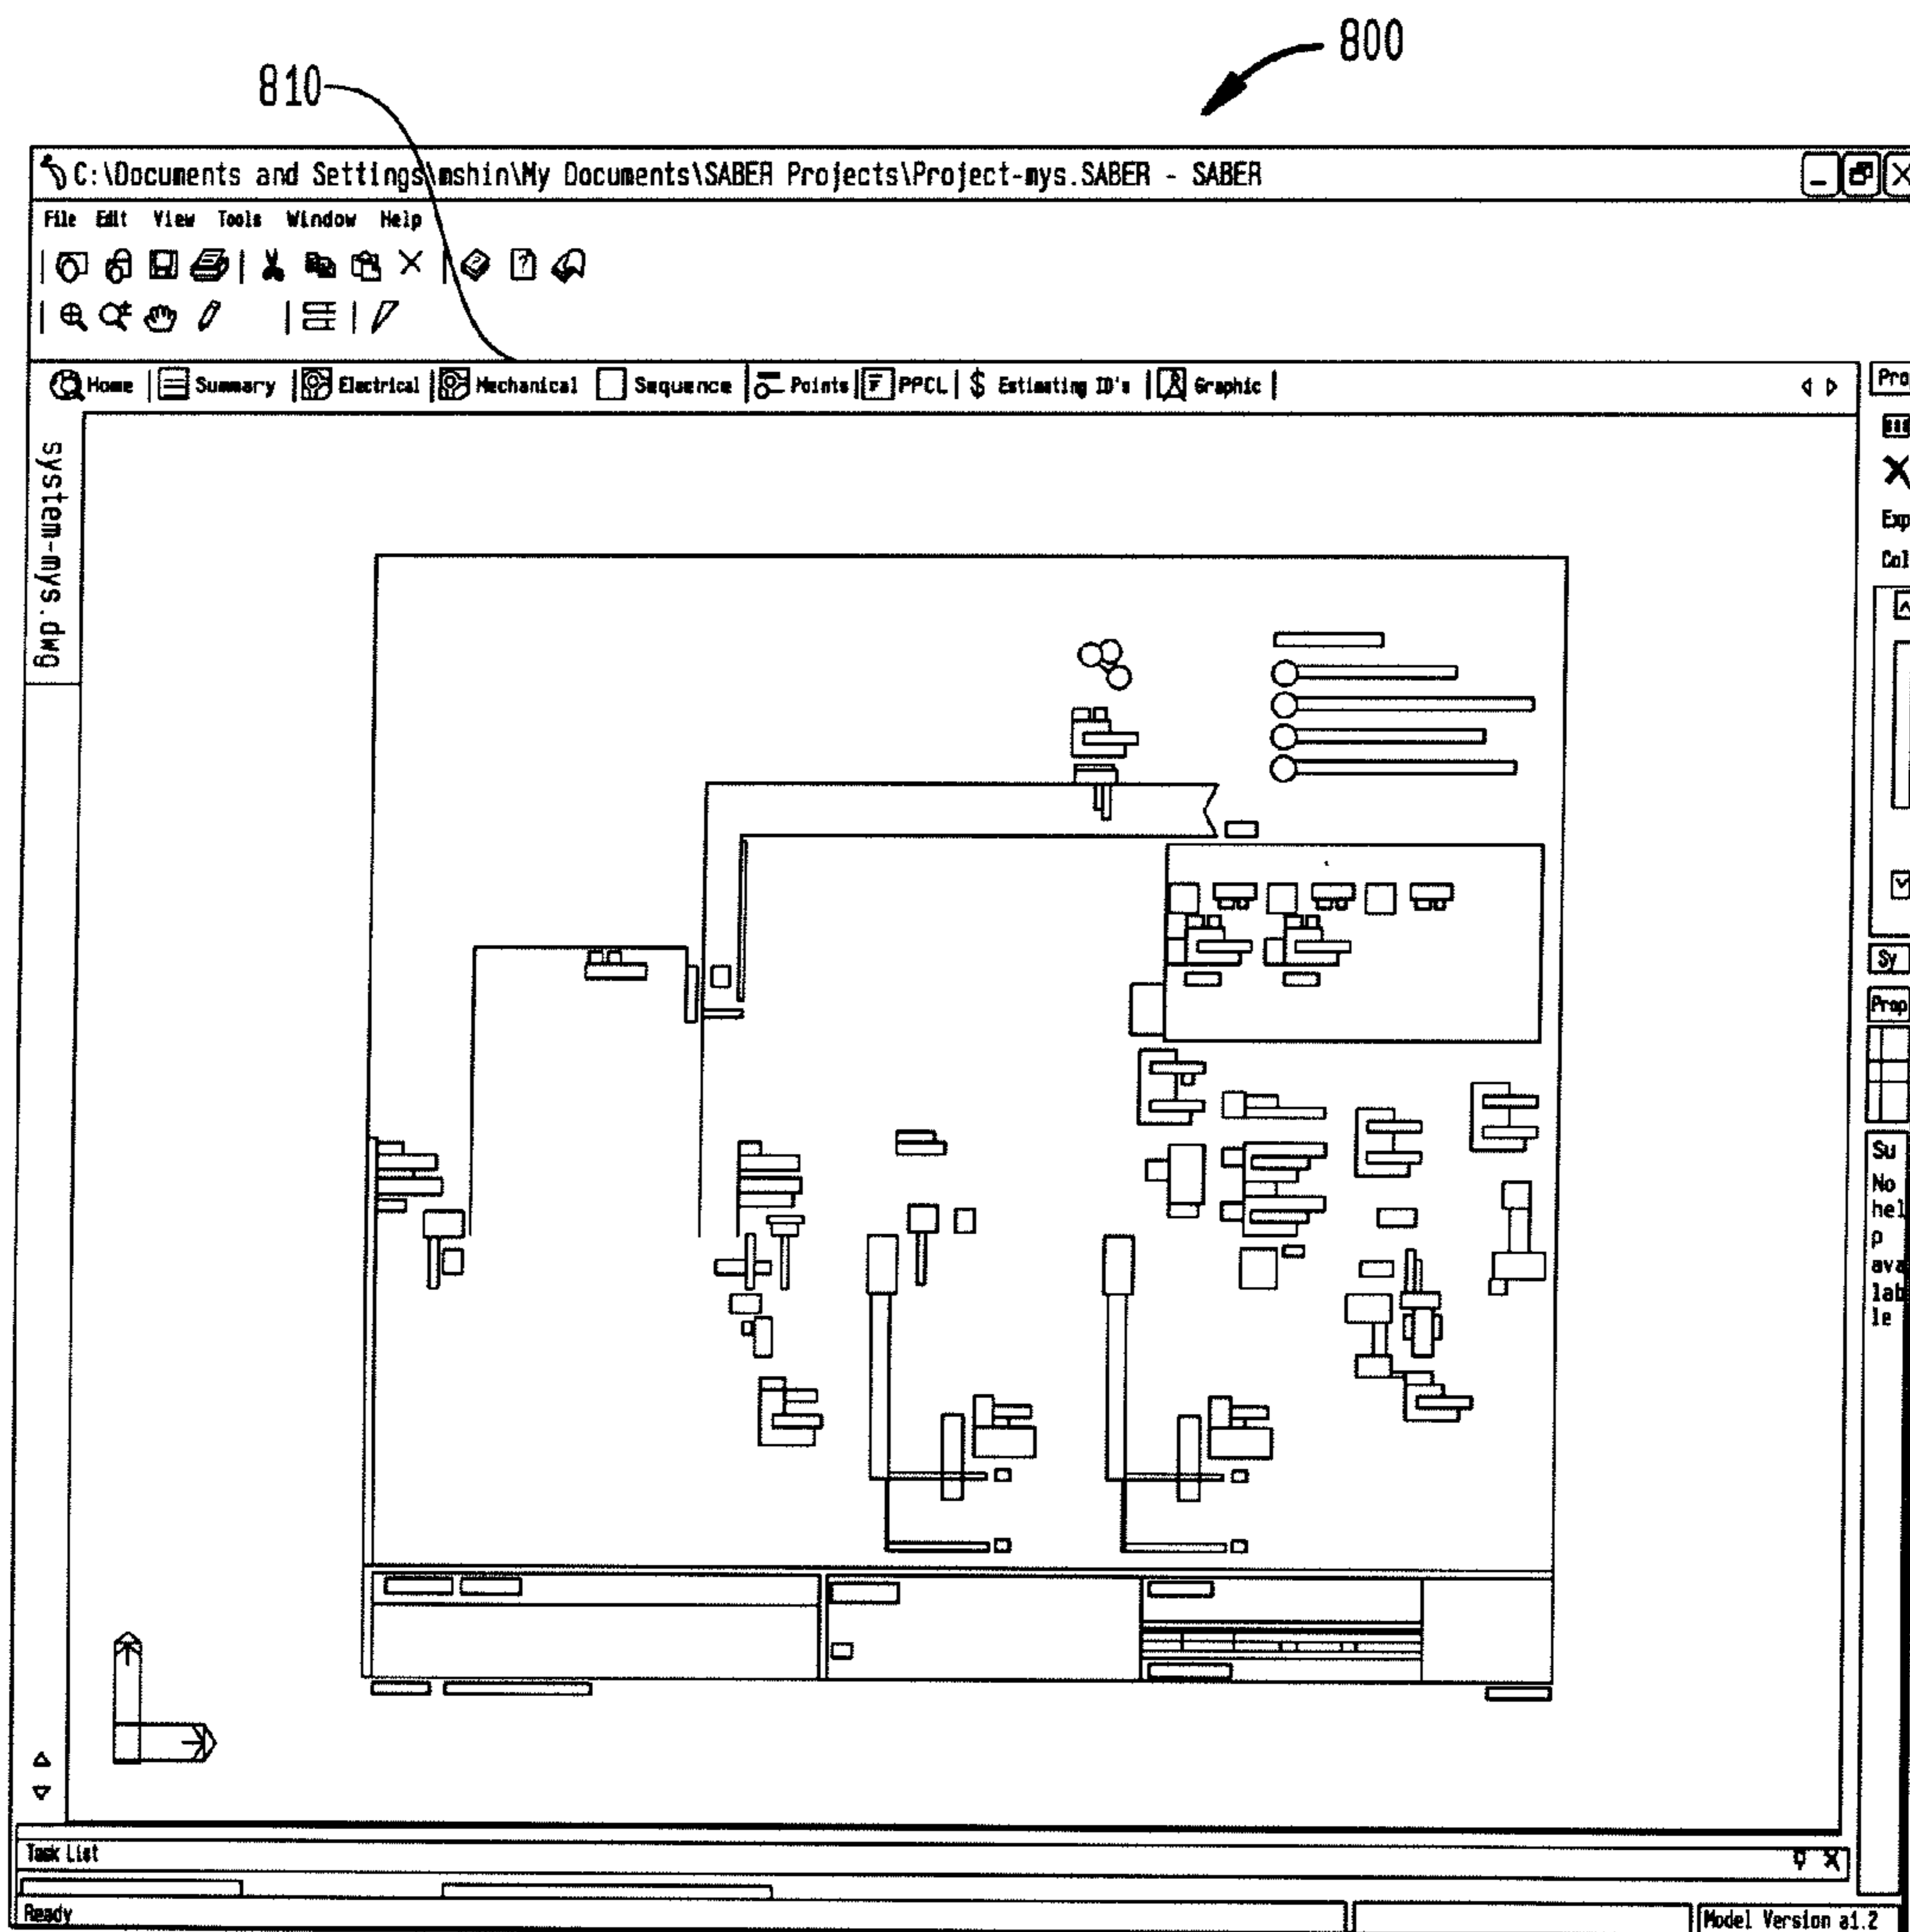 800
810
C:\Documents and Settings\mshin\My Documents\SABER Projects\Project-mys.SABER - SABER
File Edit View Tools Window Help
Home Summary Electrical Mechanical Sequence Points PPCL $ Estimating ID's Graphic
Pro
system-mys.dwg
Exp
Col
Sy
Prop
Su
No
hel
p
ava
lab
le
Task List
Ready
Model Version a1.2